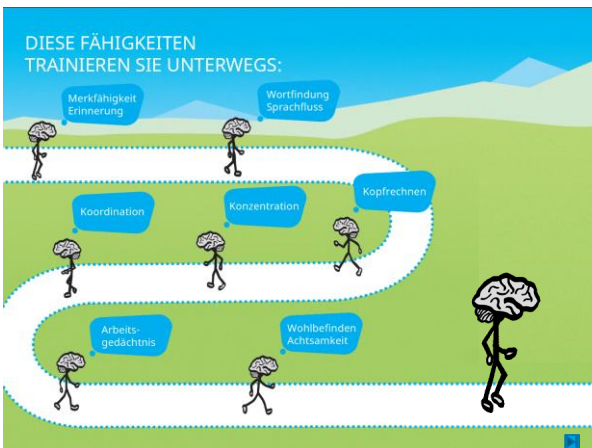 DIESE FÄHIGKEITEN
TRAINIEREN SIE UNTERWEGS:
Merkfähigkeit
Erinnerung
Wortfindung
Sprachfluss
Koordination
Konzentration
Kopfrechnen
Arbeits-
gedächtnis
Wohlbefinden
Achtsamkeit